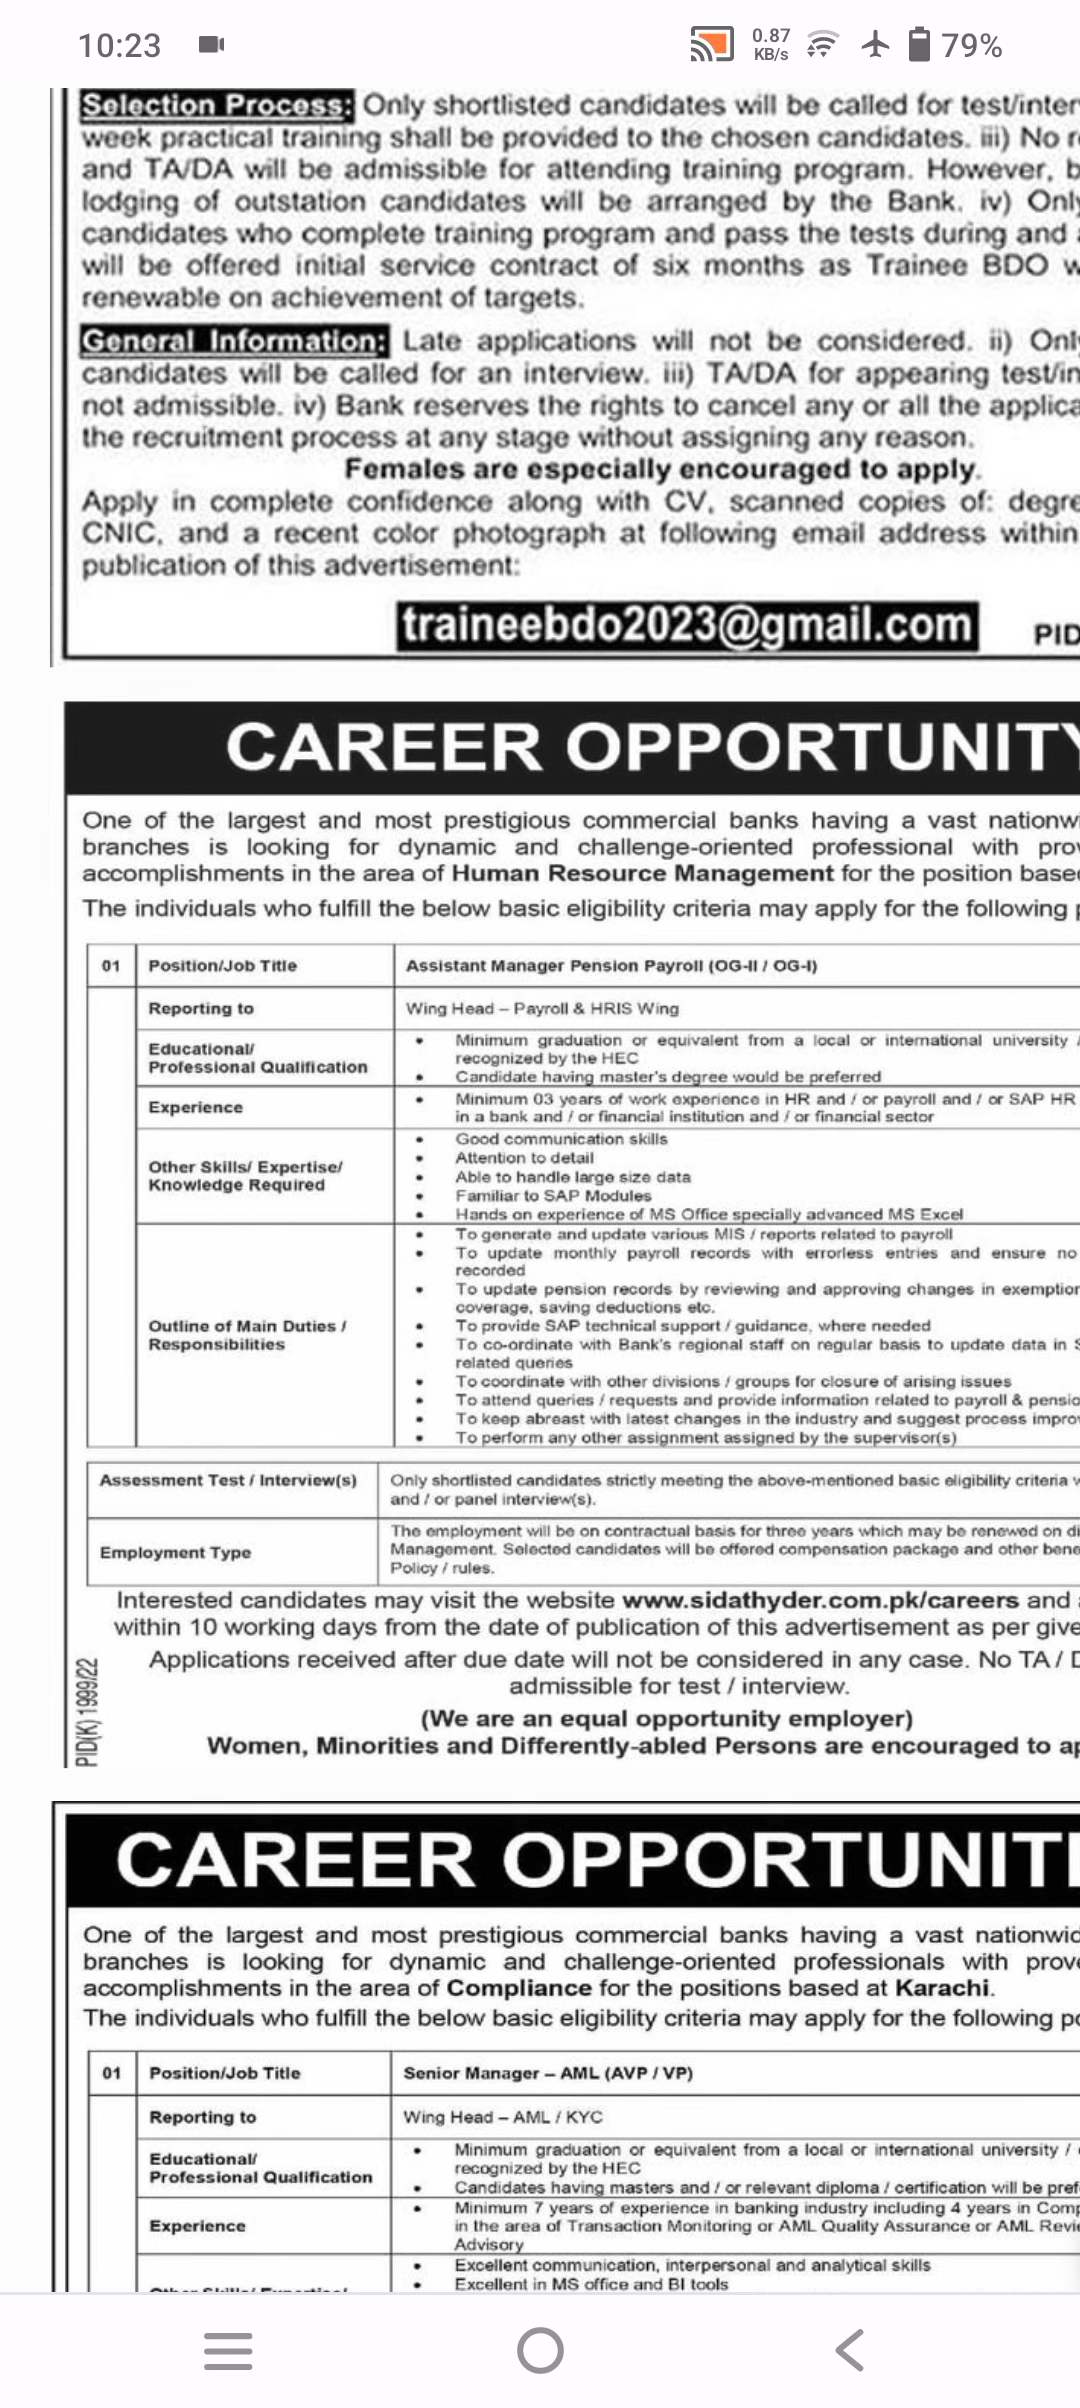 10:23
0.87
KB/s
79%
Selection Process: Only shortlisted candidates will be called for test/inter
week practical training shall be provided to the chosen candidates. iii) No r
and TA/DA will be admissible for attending training program. However, b
lodging of outstation candidates will be arranged by the Bank. iv) Only
candidates who complete training program and pass the tests during and
will be offered initial service contract of six months as Trainee BDO w
renewable on achievement of targets.
General Information: Late applications will not be considered. ii) Only
candidates will be called for an interview. iii) TA/DA for appearing test/in
not admissible. iv) Bank reserves the rights to cancel any or all the applica
the recruitment process at any stage without assigning any reason.
Females are especially encouraged to apply.
Apply in complete confidence along with CV, scanned copies of: degre
CNIC, and a recent color photograph at following email address within
publication of this advertisement:
traineebdo2023@gmail.com
PID
CAREER OPPORTUNITY
One of the largest and most prestigious commercial banks having a vast nationwi
branches is looking for dynamic and challenge-oriented professional with prov
accomplishments in the area of Human Resource Management for the position based
The individuals who fulfill the below basic eligibility criteria may apply for the following p
01 Position/Job Title Assistant Manager Pension Payroll (OG-II / OG-I)
Reporting to Wing Head – Payroll & HRIS Wing
Educational/
Professional Qualification
• Minimum graduation or equivalent from a local or international university /
recognized by the HEC
• Candidate having master's degree would be preferred
Experience
• Minimum 03 years of work experience in HR and / or payroll and / or SAP HR
in a bank and / or financial institution and / or financial sector
Other Skills/ Expertise/
Knowledge Required
• Good communication skills
• Attention to detail
• Able to handle large size data
• Familiar to SAP Modules
• Hands on experience of MS Office specially advanced MS Excel
Outline of Main Duties /
Responsibilities
• To generate and update various MIS / reports related to payroll
• To update monthly payroll records with errorless entries and ensure no
recorded
• To update pension records by reviewing and approving changes in exemption
coverage, saving deductions etc.
• To provide SAP technical support / guidance, where needed
• To co-ordinate with Bank's regional staff on regular basis to update data in S
related queries
• To coordinate with other divisions / groups for closure of arising issues
• To attend queries / requests and provide information related to payroll & pensio
• To keep abreast with latest changes in the industry and suggest process improv
• To perform any other assignment assigned by the supervisor(s)
Assessment Test / Interview(s)
Only shortlisted candidates strictly meeting the above-mentioned basic eligibility criteria w
and / or panel interview(s).
Employment Type
The employment will be on contractual basis for three years which may be renewed on di
Management. Selected candidates will be offered compensation package and other bene
Policy / rules.
Interested candidates may visit the website www.sidathyder.com.pk/careers and
within 10 working days from the date of publication of this advertisement as per give
Applications received after due date will not be considered in any case. No TA / D
admissible for test / interview.
(We are an equal opportunity employer)
Women, Minorities and Differently-abled Persons are encouraged to ap
PID(K) 1999/22
CAREER OPPORTUNITI
One of the largest and most prestigious commercial banks having a vast nationwid
branches is looking for dynamic and challenge-oriented professionals with prove
accomplishments in the area of Compliance for the positions based at Karachi.
The individuals who fulfill the below basic eligibility criteria may apply for the following po
01 Position/Job Title Senior Manager – AML (AVP / VP)
Reporting to Wing Head – AML / KYC
Educational/
Professional Qualification
• Minimum graduation or equivalent from a local or international university /
recognized by the HEC
• Candidates having masters and / or relevant diploma / certification will be pref
Experience
• Minimum 7 years of experience in banking industry including 4 years in Comp
in the area of Transaction Monitoring or AML Quality Assurance or AML Revie
Advisory
• Excellent communication, interpersonal and analytical skills
• Excellent in MS office and BI tools